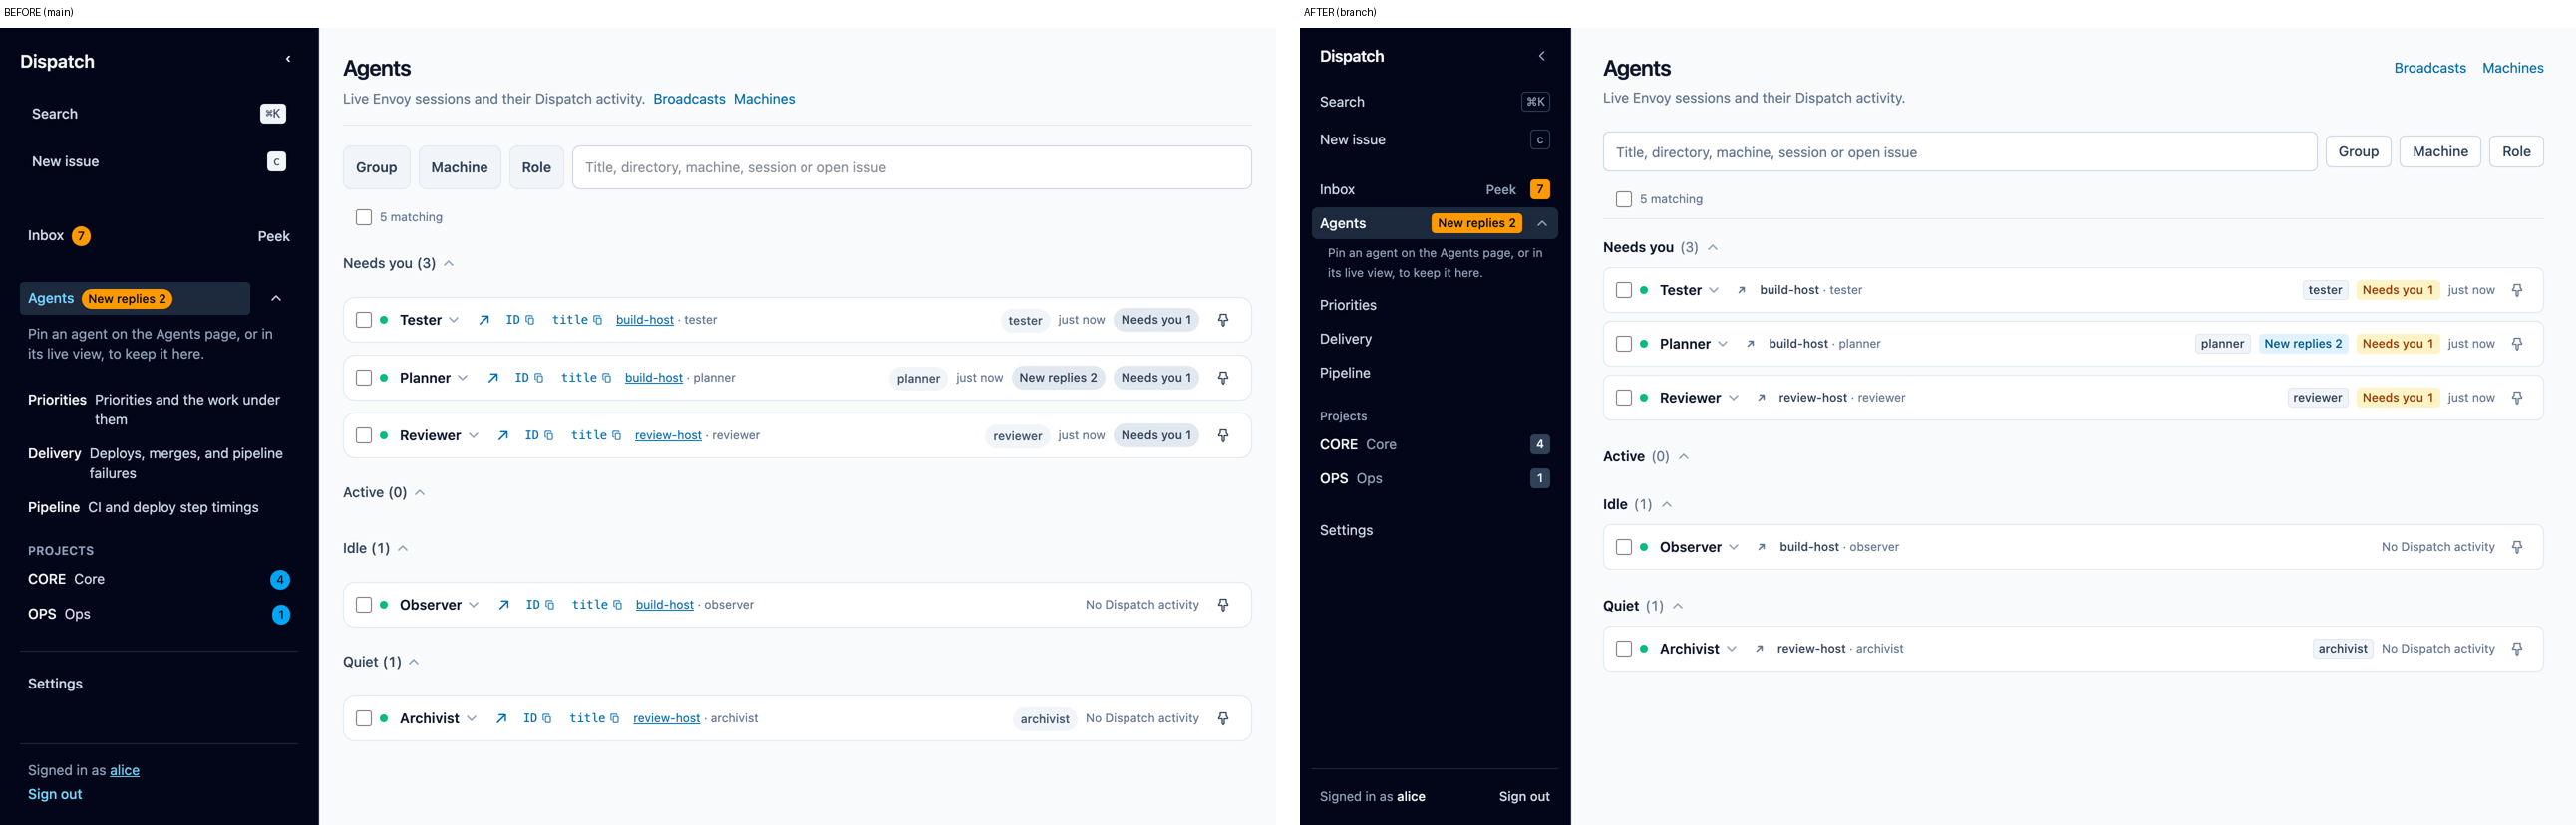 BEFORE (main)
Dispatch
Search ⌘K
New issue c
Inbox 7 Peek
Agents New replies 2
Pin an agent on the Agents page, or in
its live view, to keep it here.
Priorities Priorities and the work under
them
Delivery Deploys, merges, and pipeline
failures
Pipeline CI and deploy step timings
PROJECTS
CORE Core 4
OPS Ops 1
Settings
Signed in as alice
Sign out
Agents
Live Envoy sessions and their Dispatch activity. Broadcasts Machines
Group Machine Role Title, directory, machine, session or open issue
5 matching
Needs you (3)
Tester ID title build-host · tester tester just now Needs you 1
Planner ID title build-host · planner planner just now New replies 2 Needs you 1
Reviewer ID title review-host · reviewer reviewer just now Needs you 1
Active (0)
Idle (1)
Observer ID title build-host · observer No Dispatch activity
Quiet (1)
Archivist ID title review-host · archivist archivist No Dispatch activity
AFTER (branch)
Dispatch
Search ⌘K
New issue c
Inbox Peek 7
Agents New replies 2
Pin an agent on the Agents page, or in
its live view, to keep it here.
Priorities
Delivery
Pipeline
Projects
CORE Core 4
OPS Ops 1
Settings
Signed in as alice Sign out
Agents Broadcasts Machines
Live Envoy sessions and their Dispatch activity.
Title, directory, machine, session or open issue Group Machine Role
5 matching
Needs you (3)
Tester build-host · tester tester Needs you 1 just now
Planner build-host · planner planner New replies 2 Needs you 1 just now
Reviewer review-host · reviewer reviewer Needs you 1 just now
Active (0)
Idle (1)
Observer build-host · observer No Dispatch activity
Quiet (1)
Archivist review-host · archivist archivist No Dispatch activity